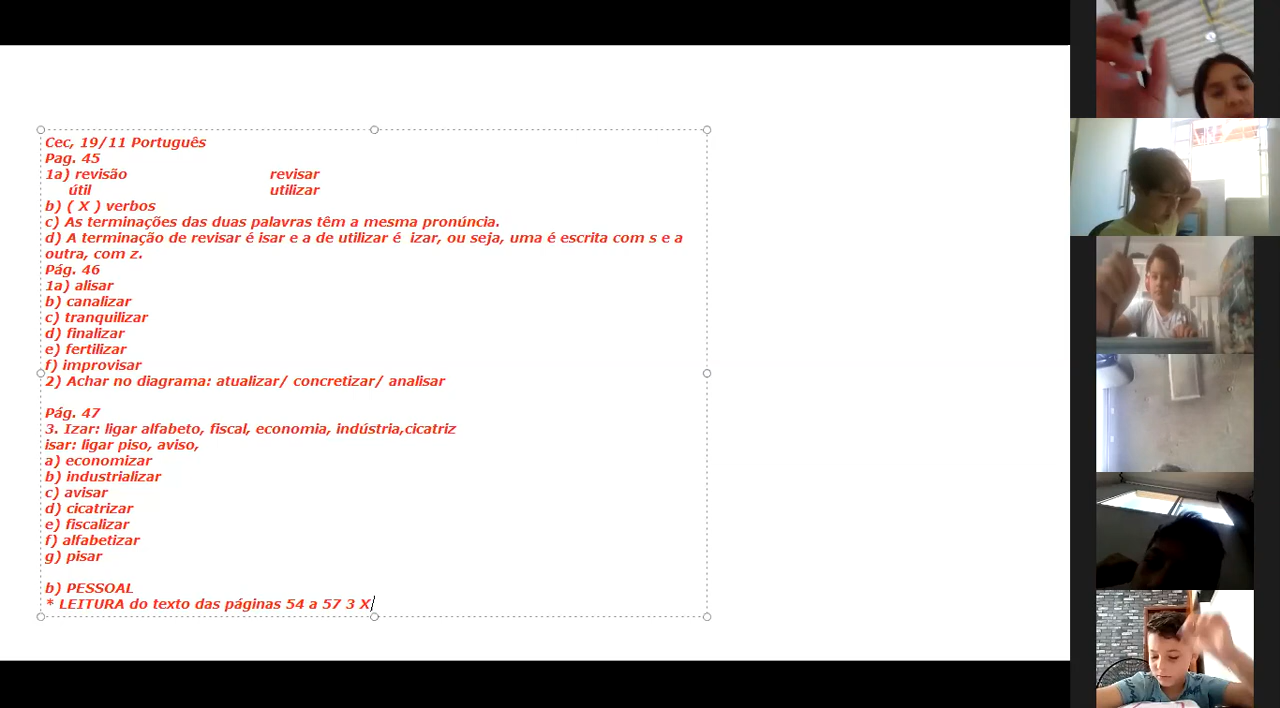 Cec, 19/11 Português
Pag. 45
1a) revisão revisar
útil utilizar
b) ( X ) verbos
c) As terminações das duas palavras têm a mesma pronúncia.
d) A terminação de revisar é isar e a de utilizar é izar, ou seja, uma é escrita com s e a
outra, com z.
Pág. 46
1a) alisar
b) canalizar
c) tranquilizar
d) finalizar
e) fertilizar
f) improvisar
2) Achar no diagrama: atualizar/ concretizar/ analisar
Pág. 47
3. Izar: ligar alfabeto, fiscal, economia, indústria,cicatriz
isar: ligar piso, aviso,
a) economizar
b) industrializar
c) avisar
d) cicatrizar
e) fiscalizar
f) alfabetizar
g) pisar
b) PESSOAL
* LEITURA do texto das páginas 54 a 57 3 X